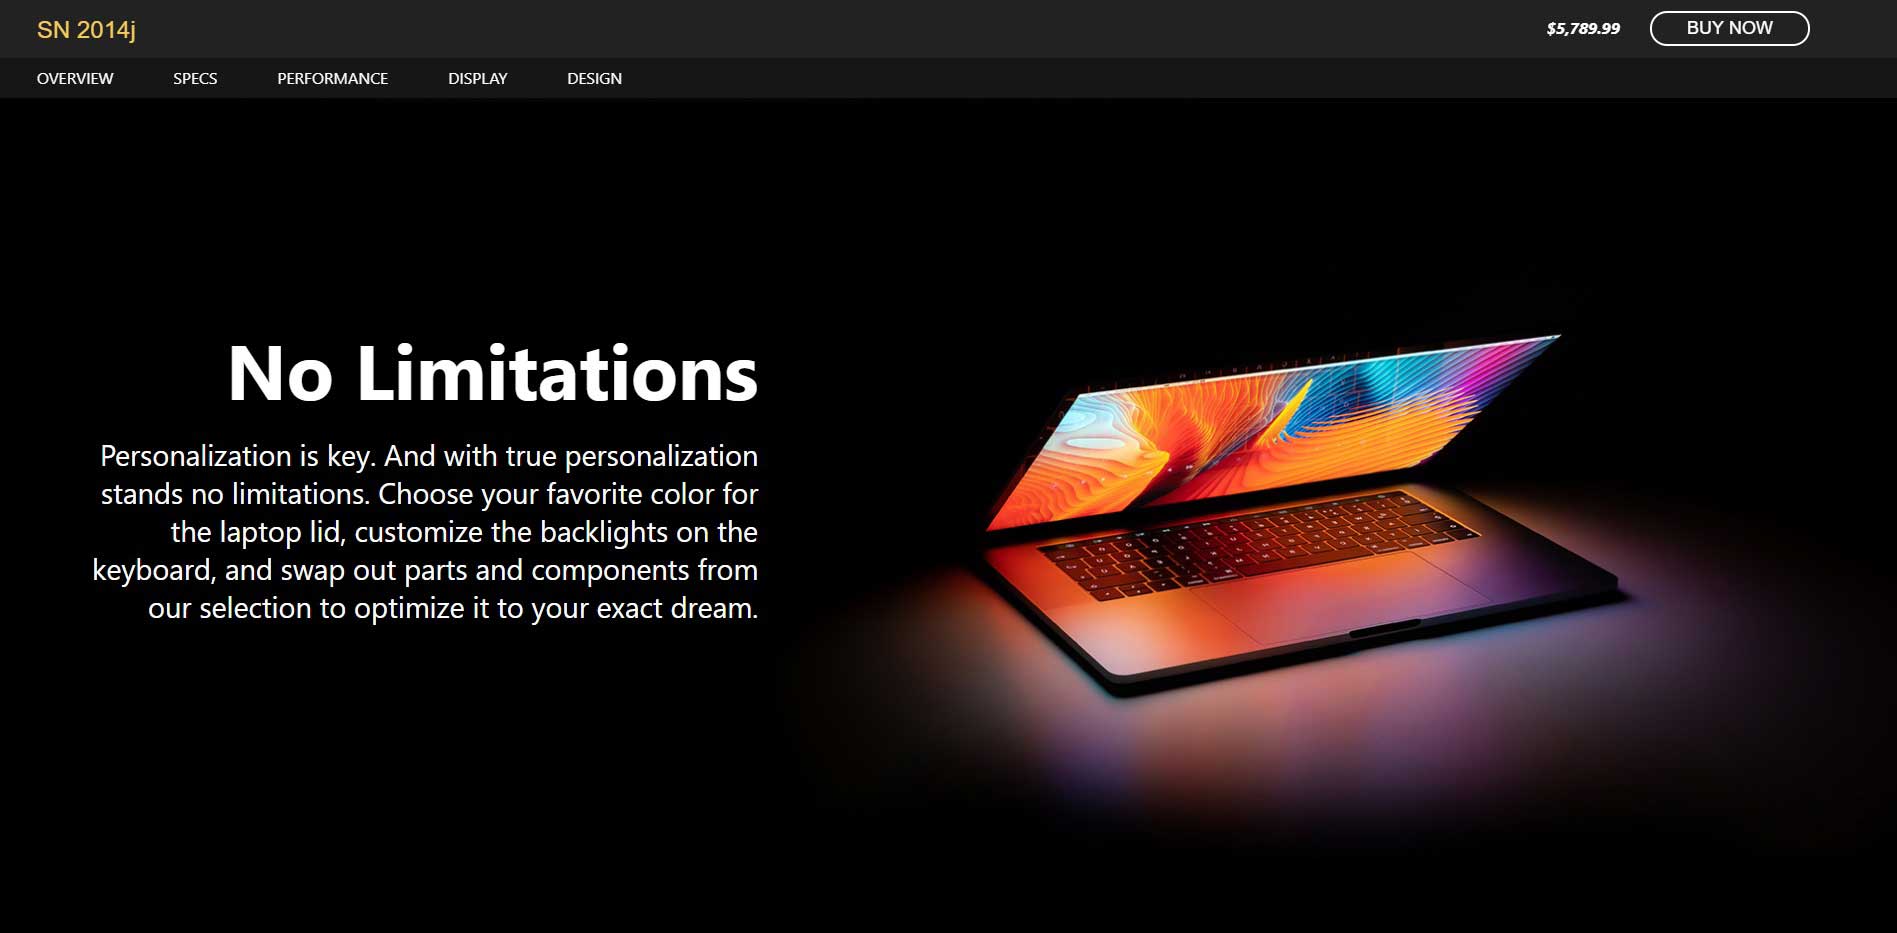 SN 2014j
$5,789.99
BUY NOW
OVERVIEW SPECS PERFORMANCE DISPLAY DESIGN
No Limitations
Personalization is key. And with true personalization
stands no limitations. Choose your favorite color for
the laptop lid, customize the backlights on the
keyboard, and swap out parts and components from
our selection to optimize it to your exact dream.